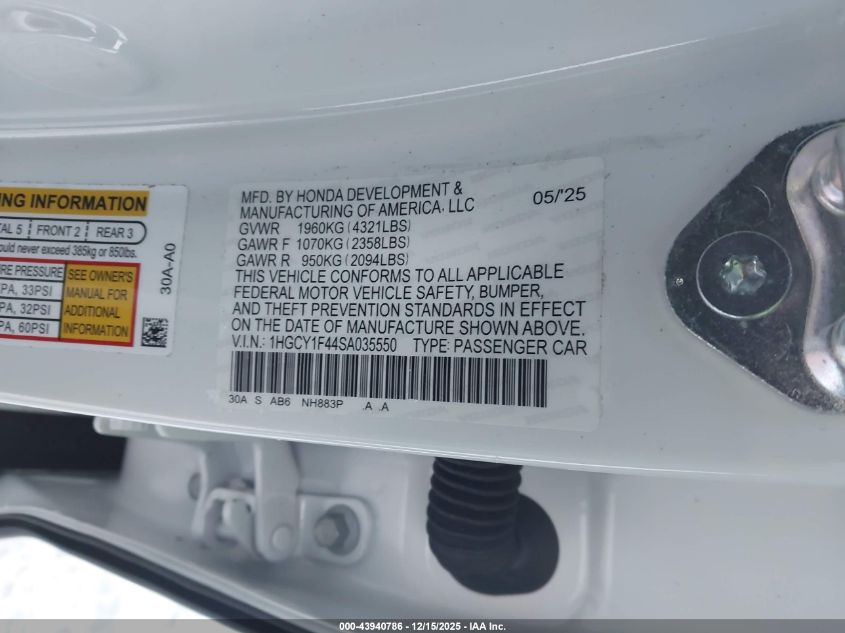 ING INFORMATION
TAL 5 FRONT 2 REAR 3
ould never exceed 385kg or 850lbs.
RE PRESSURE
PA, 33PSI
PA, 32PSI
PA, 60PSI
SEE OWNER'S
MANUAL FOR
ADDITIONAL
INFORMATION
30A-A0
MFD. BY HONDA DEVELOPMENT & 05/'25
MANUFACTURING OF AMERICA, LLC
GVWR 1960KG (4321LBS)
GAWR F 1070KG (2358LBS)
GAWR R 950KG (2094LBS)
THIS VEHICLE CONFORMS TO ALL APPLICABLE
FEDERAL MOTOR VEHICLE SAFETY, BUMPER,
AND THEFT PREVENTION STANDARDS IN EFFECT
ON THE DATE OF MANUFACTURE SHOWN ABOVE.
V.I.N.: 1HGCY1F44SA035550 TYPE: PASSENGER CAR
30A S AB6 NH883P .A .A
000-43940786 - 12/15/2025 - IAA Inc.